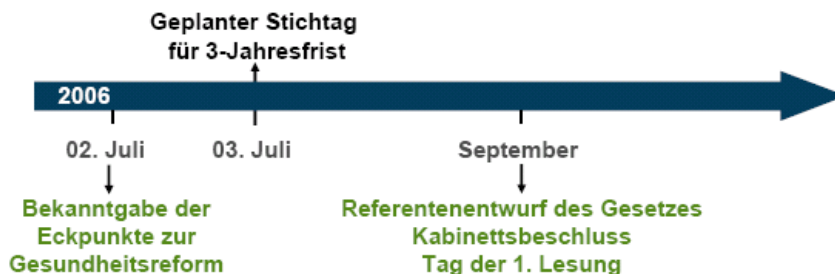 Geplanter Stichtag
für 3-Jahresfrist
2006
02. Juli
03. Juli
September
Bekanntgabe der
Eckpunkte zur
Gesundheitsreform
Referentenentwurf des Gesetzes
Kabinettsbeschluss
Tag der 1. Lesung